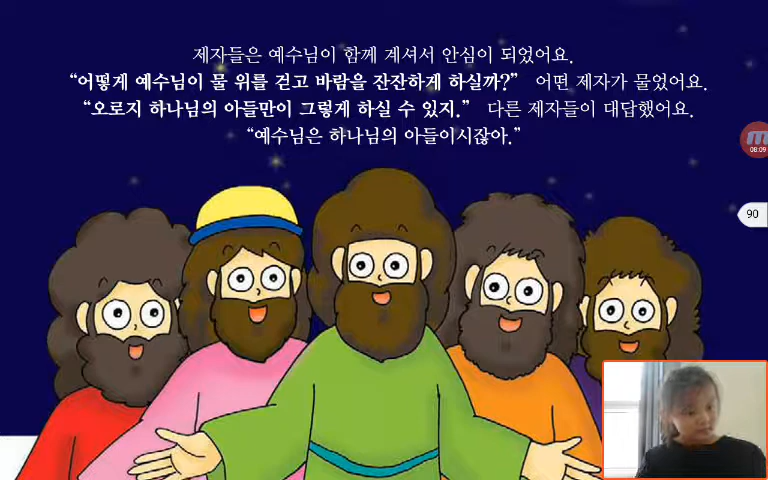 제자들은 예수님이 함께 계셔서 안심이 되었어요.
“어떻게 예수님이 물 위를 걷고 바람을 잔잔하게 하실까?” 어떤 제자가 물었어요.
“오로지 하나님의 아들만이 그렇게 하실 수 있지.” 다른 제자들이 대답했어요.
“예수님은 하나님의 아들이시잖아.”
08:09
90